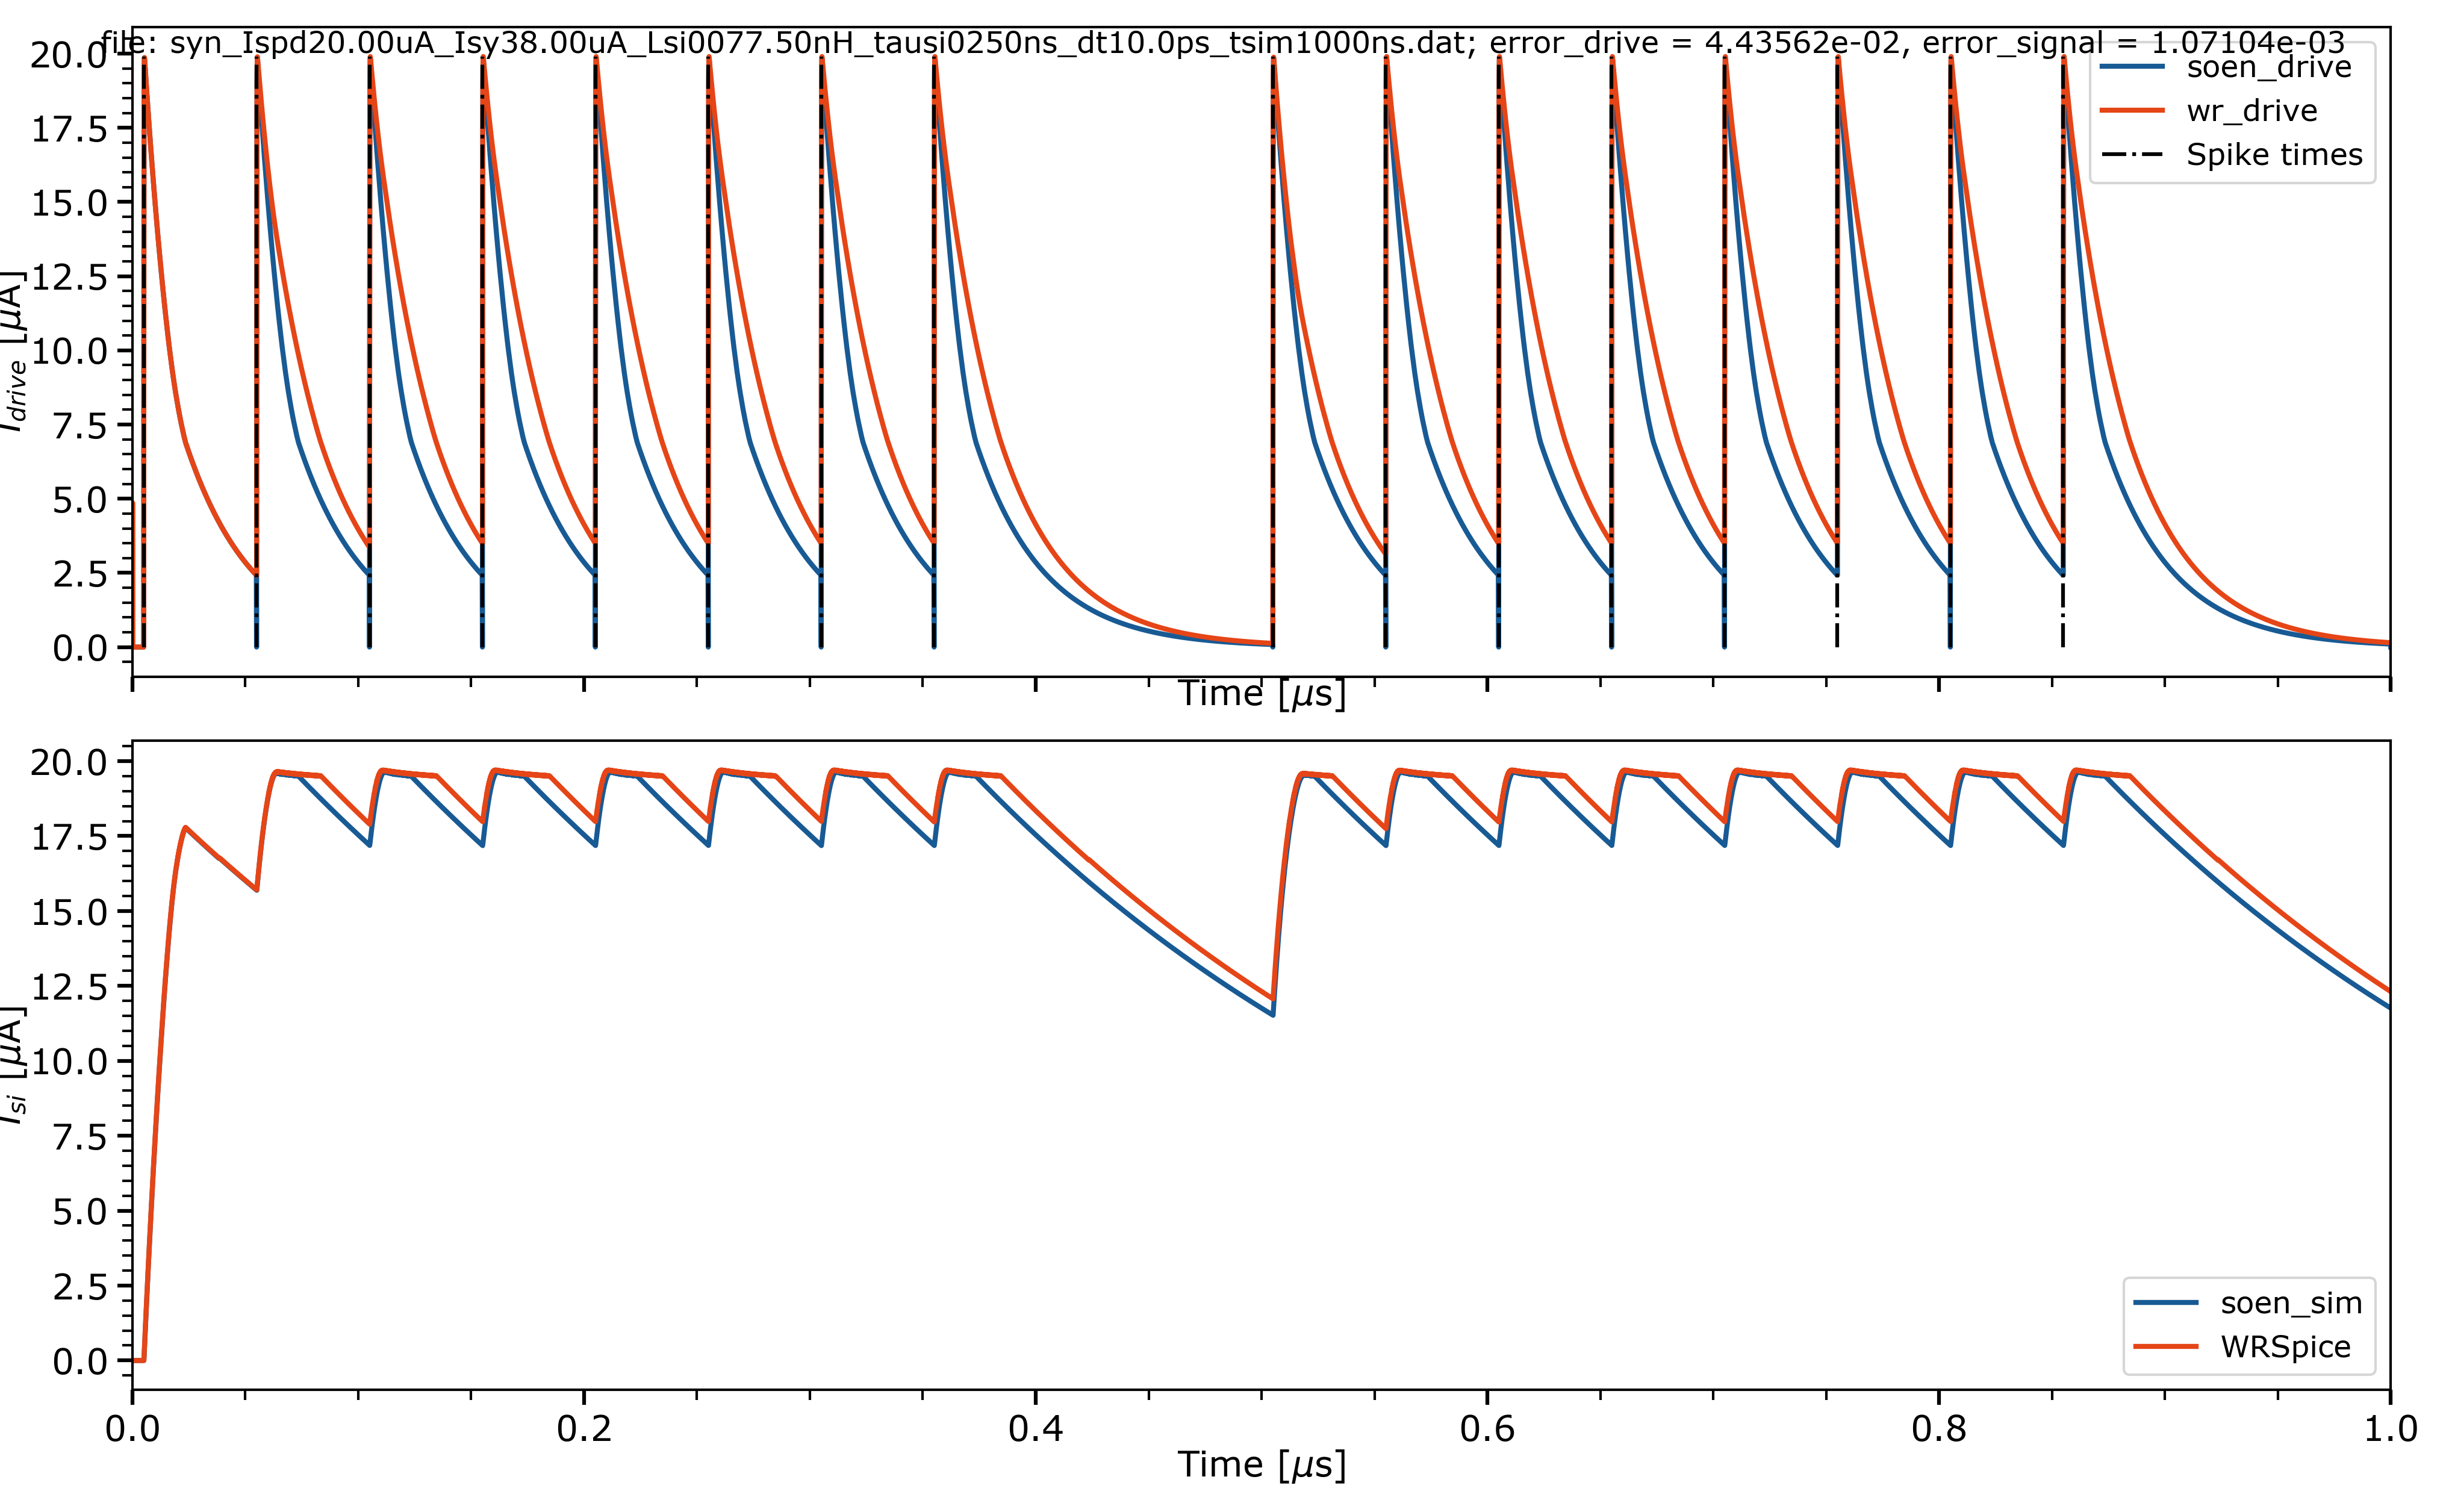 file: syn_Ispd20.00uA_Isy38.00uA_Lsi0077.50nH_tausi0250ns_dt10.0ps_tsim1000ns.dat; error_drive = 4.43562e-02, error_signal = 1.07104e-03
20.0
17.5
15.0
12.5
10.0
7.5
5.0
2.5
0.0
I_drive [μA]
soen_drive
wr_drive
Spike times
Time [μs]
20.0
17.5
15.0
12.5
10.0
7.5
5.0
2.5
0.0
I_si [μA]
soen_sim
WRSpice
0.0 0.2 0.4 0.6 0.8 1.0
Time [μs]